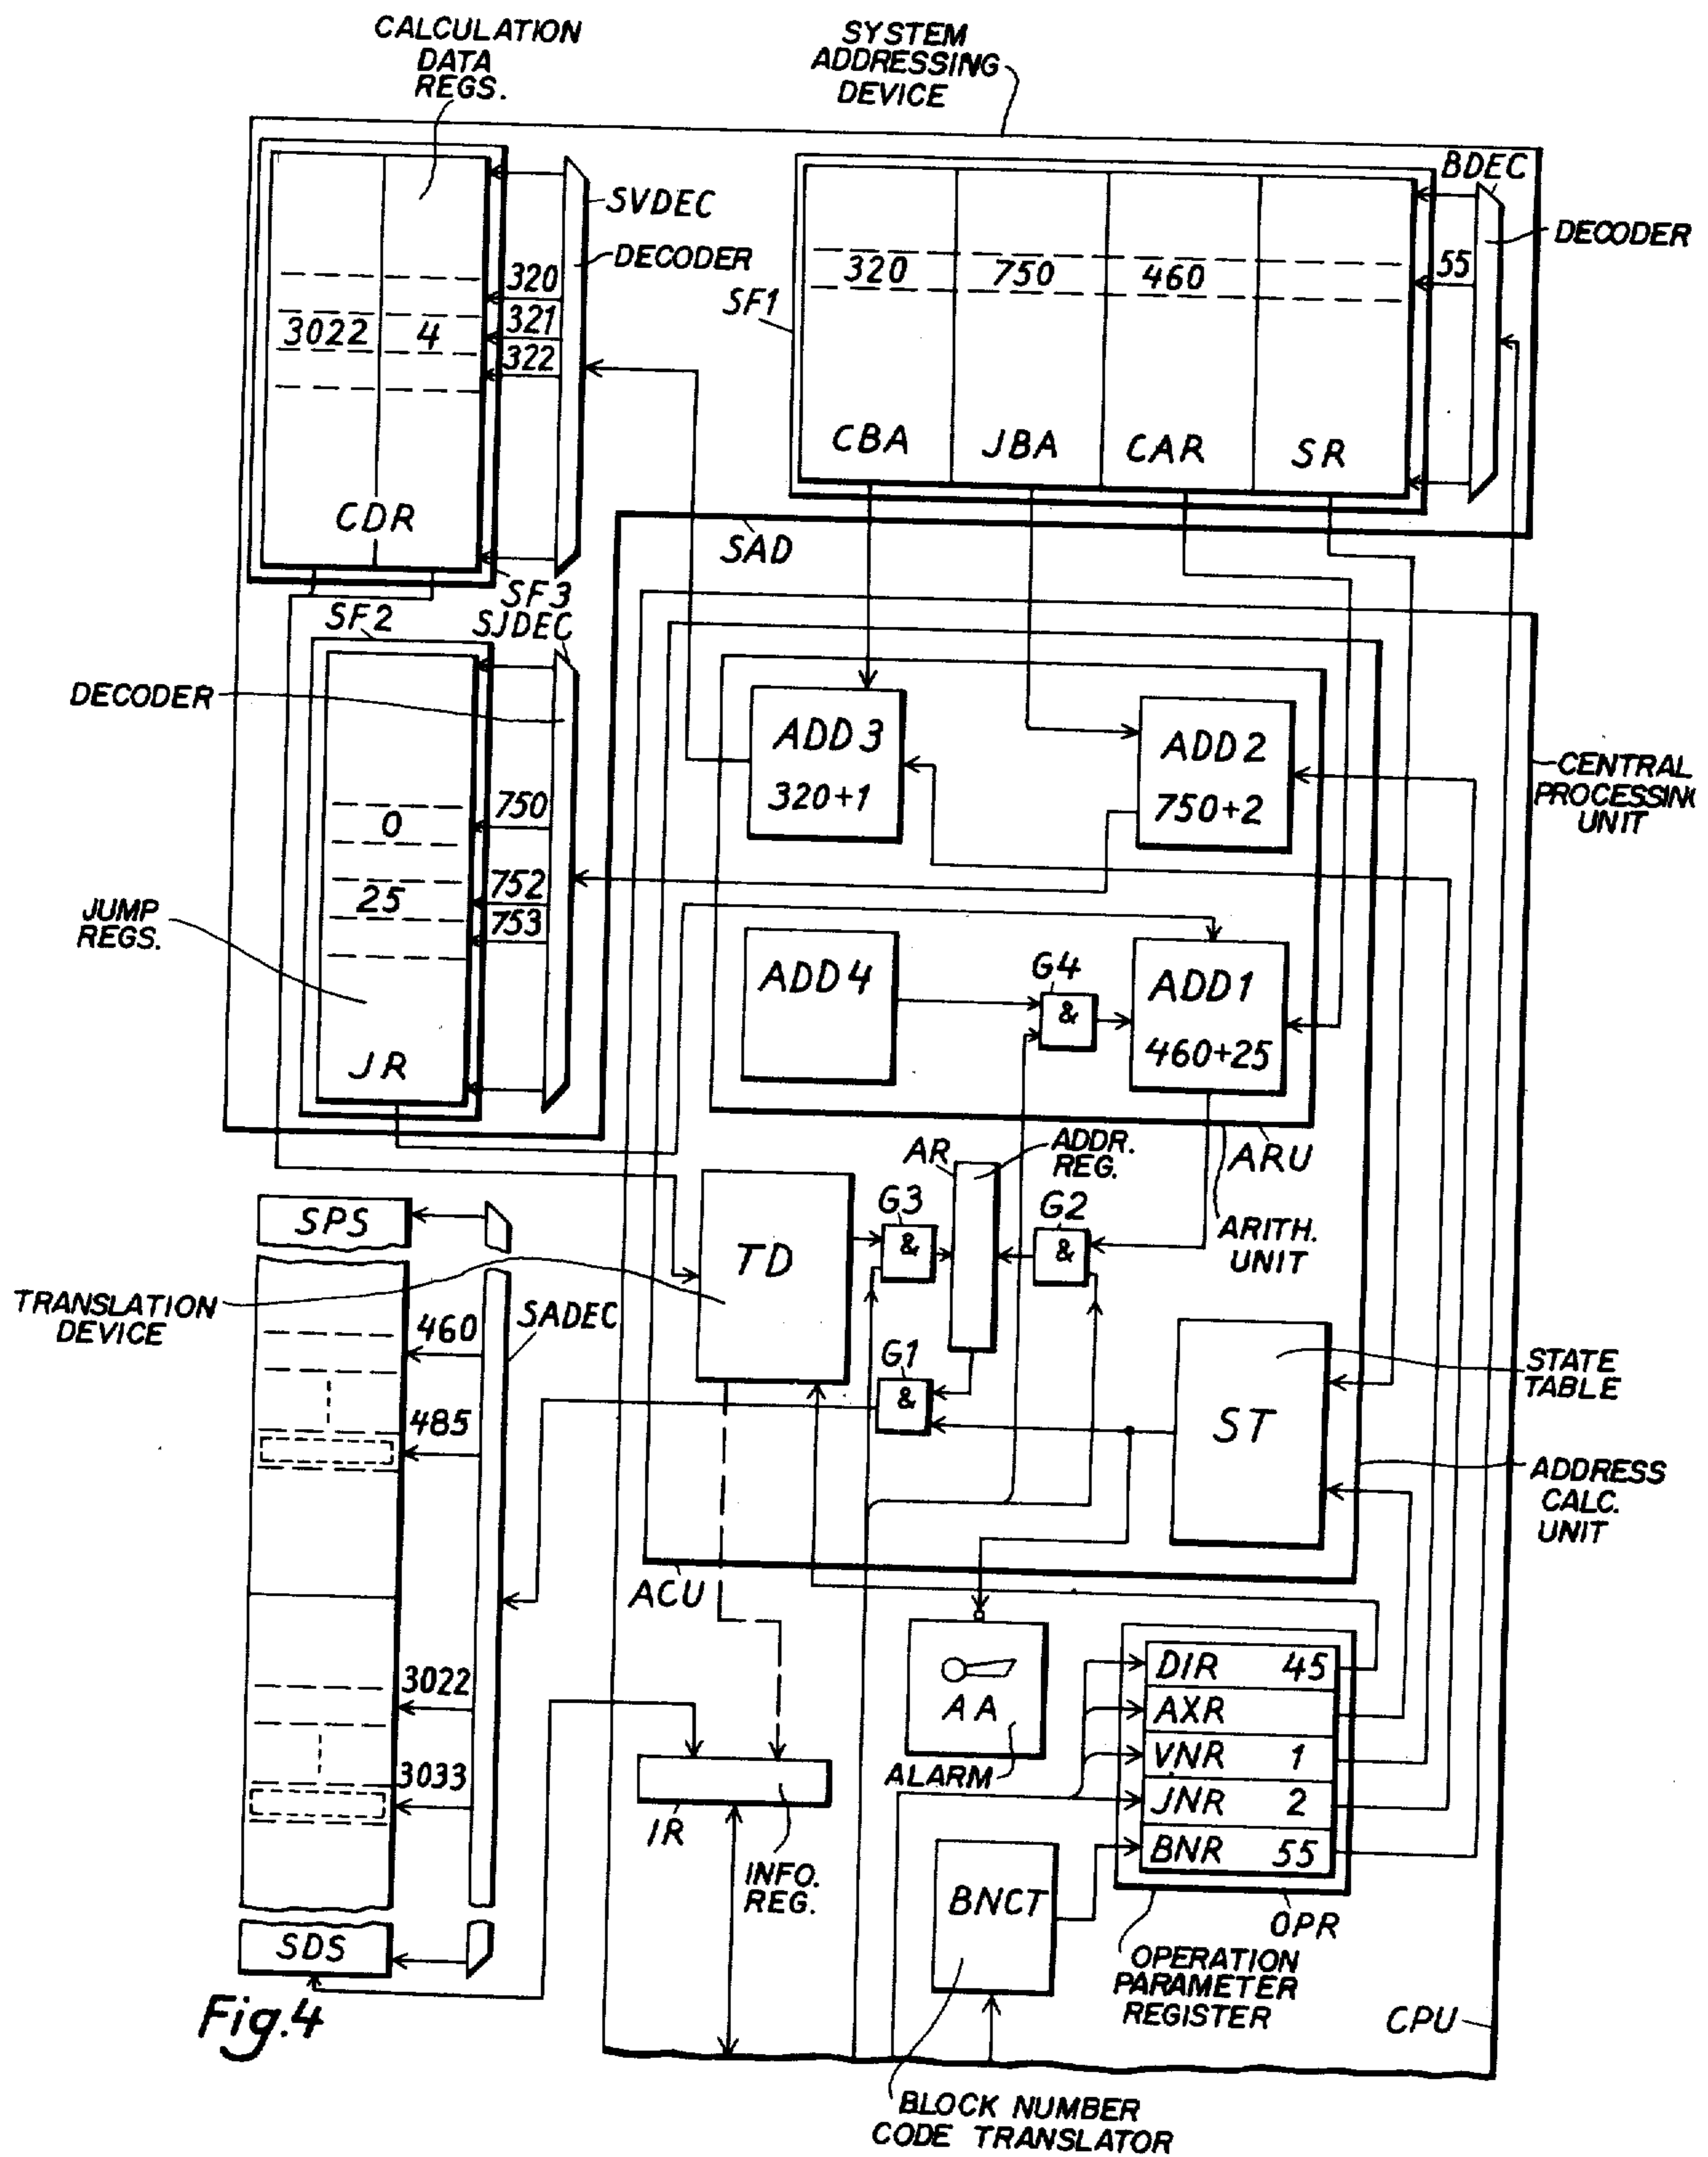 CALCULATION
DATA
REGS.
SYSTEM
ADDRESSING
DEVICE
BDEC
SVDEC
DECODER
DECODER
320
321
322
3022 4
CDR
SF1
320 750 460
55
CBA JBA CAR SR
SAD
SF3
SF2
SJDEC
DECODER
ADD3
320+1
ADD2
750+2
CENTRAL
PROCESSIN
UNIT
750
0
752
25
753
JUMP
REGS.
JR
ADD4
G4
&
ADD1
460+25
ARU
ARITH.
UNIT
AR
ADDR.
REG.
SPS
TD
G3
&
G2
&
TRANSLATION
DEVICE
SADEC
460
G1
&
485
STATE
TABLE
ST
ADDRESS
CALC.
UNIT
ACU
AA
ALARM
DIR 45
AXR
VNR 1
JNR 2
BNR 55
3022
3033
IR
INFO.
REG.
BNCT
OPR
OPERATION
PARAMETER
REGISTER
SDS
CPU
Fig.4
BLOCK NUMBER
CODE TRANSLATOR